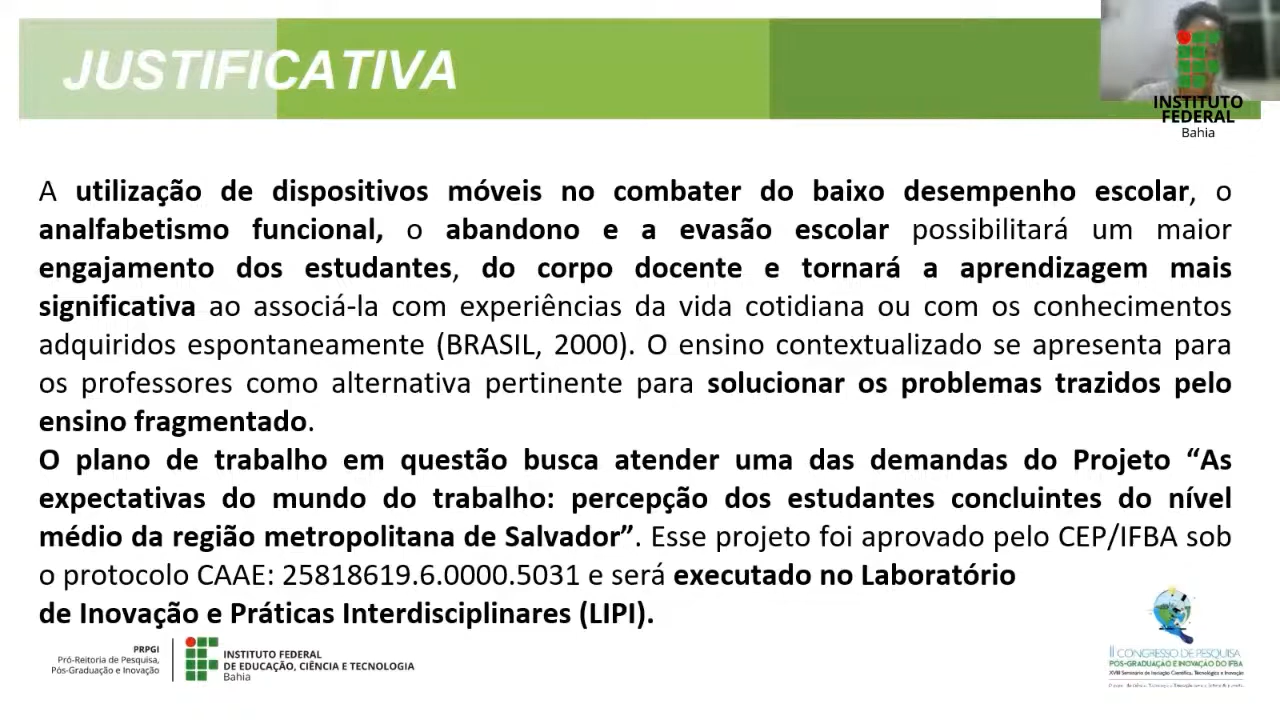 JUSTIFICATIVA
INSTITUTO
FEDERAL
Bahia
A utilização de dispositivos móveis no combater do baixo desempenho escolar, o
analfabetismo funcional, o abandono e a evasão escolar possibilitará um maior
engajamento dos estudantes, do corpo docente e tornará a aprendizagem mais
significativa ao associá-la com experiências da vida cotidiana ou com os conhecimentos
adquiridos espontaneamente (BRASIL, 2000). O ensino contextualizado se apresenta para
os professores como alternativa pertinente para solucionar os problemas trazidos pelo
ensino fragmentado.
O plano de trabalho em questão busca atender uma das demandas do Projeto “As
expectativas do mundo do trabalho: percepção dos estudantes concluintes do nível
médio da região metropolitana de Salvador”. Esse projeto foi aprovado pelo CEP/IFBA sob
o protocolo CAAE: 25818619.6.0000.5031 e será executado no Laboratório
de Inovação e Práticas Interdisciplinares (LIPI).
PRPGI
Pró-Reitoria de Pesquisa,
Pós-Graduação e Inovação
INSTITUTO FEDERAL
DE EDUCAÇÃO, CIÊNCIA E TECNOLOGIA
Bahia
II CONGRESSO DE PESQUISA
PÓS-GRADUAÇÃO E INOVAÇÃO DO IFBA
XVIII Seminário de Iniciação Científica, Tecnológica e Inovação